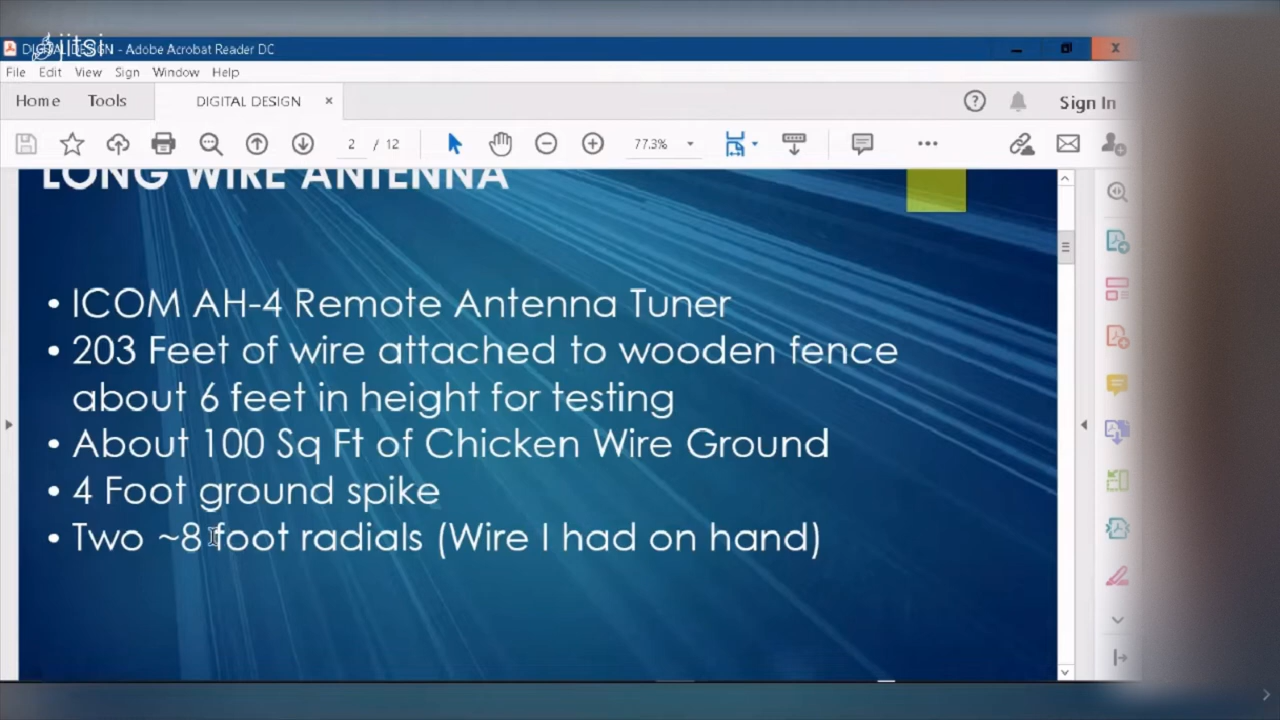 jitsi
DIGITAL DESIGN - Adobe Acrobat Reader DC
File Edit View Sign Window Help
Home Tools DIGITAL DESIGN × Sign In
2 / 12 77.3%
LONG WIRE ANTENNA
• ICOM AH-4 Remote Antenna Tuner
• 203 Feet of wire attached to wooden fence
about 6 feet in height for testing
• About 100 Sq Ft of Chicken Wire Ground
• 4 Foot ground spike
• Two ~8 foot radials (Wire I had on hand)